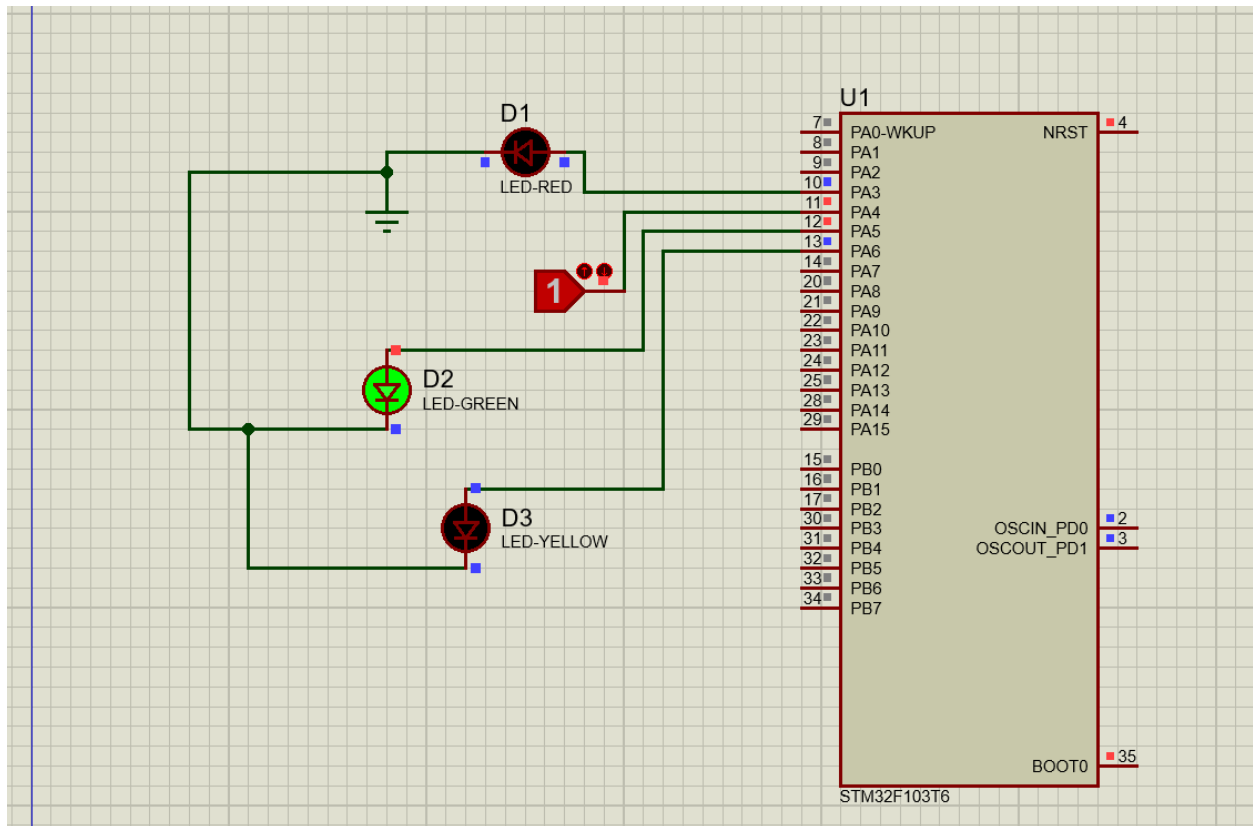 U1
D1
LED-RED
7 PA0-WKUP NRST 4
8 PA1
9 PA2
10 PA3
11 PA4
12 PA5
13 PA6
14 PA7
20 PA8
21 PA9
22 PA10
23 PA11
24 PA12
25 PA13
28 PA14
29 PA15
1
D2
LED-GREEN
15 PB0
16 PB1
17 PB2
30 PB3 OSCIN_PD0 2
31 PB4 OSCOUT_PD1 3
32 PB5
33 PB6
34 PB7
D3
LED-YELLOW
BOOT0 35
STM32F103T6